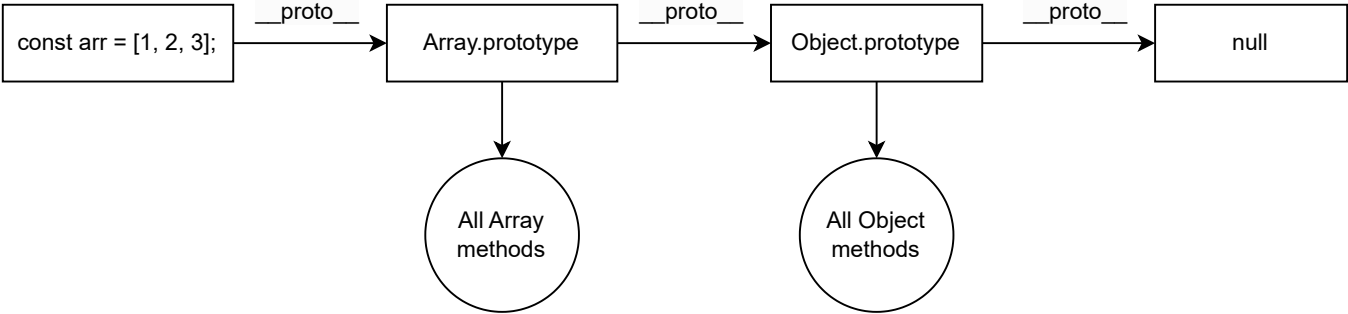 __proto__
__proto__
__proto__
const arr = [1, 2, 3];
Array.prototype
Object.prototype
null
All Array
methods
All Object
methods